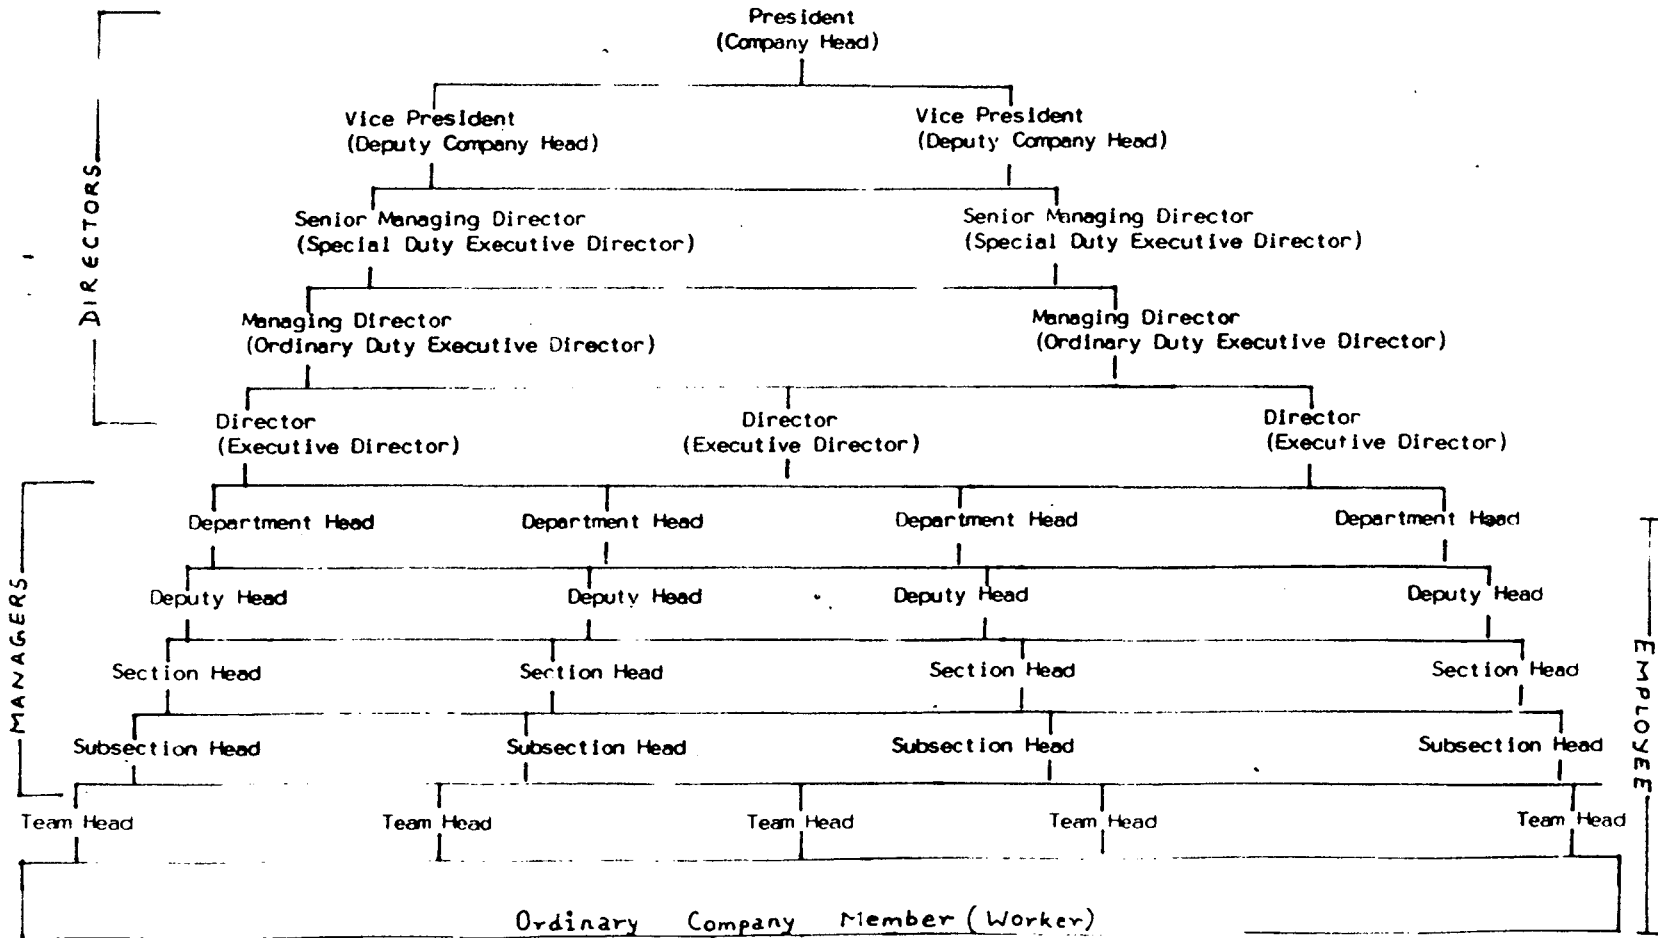 President
(Company Head)
Vice President Vice President
(Deputy Company Head) (Deputy Company Head)
Senior Managing Director Senior Managing Director
(Special Duty Executive Director) (Special Duty Executive Director)
DIRECTORS
Managing Director Managing Director
(Ordinary Duty Executive Director) (Ordinary Duty Executive Director)
Director Director Director
(Executive Director) (Executive Director) (Executive Director)
Department Head Department Head Department Head Department Head
Deputy Head Deputy Head Deputy Head Deputy Head
MANAGERS
Section Head Section Head Section Head Section Head
EMPLOYEE
Subsection Head Subsection Head Subsection Head Subsection Head
Team Head Team Head Team Head Team Head Team Head
Ordinary Company Member (Worker)